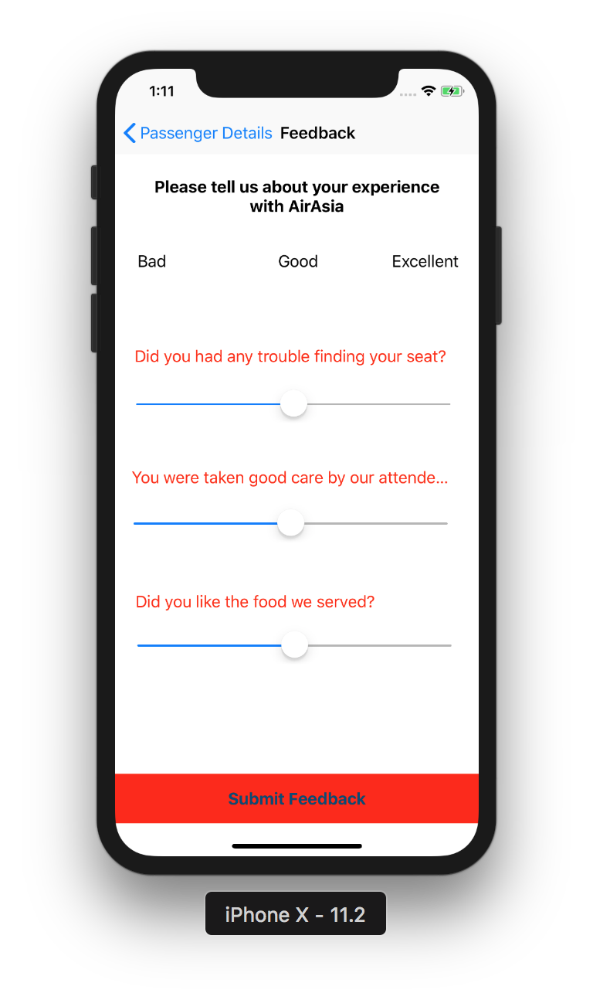 1:11
Passenger Details Feedback
Please tell us about your experience
with AirAsia
Bad Good Excellent
Did you had any trouble finding your seat?
You were taken good care by our attende...
Did you like the food we served?
Submit Feedback
iPhone X - 11.2